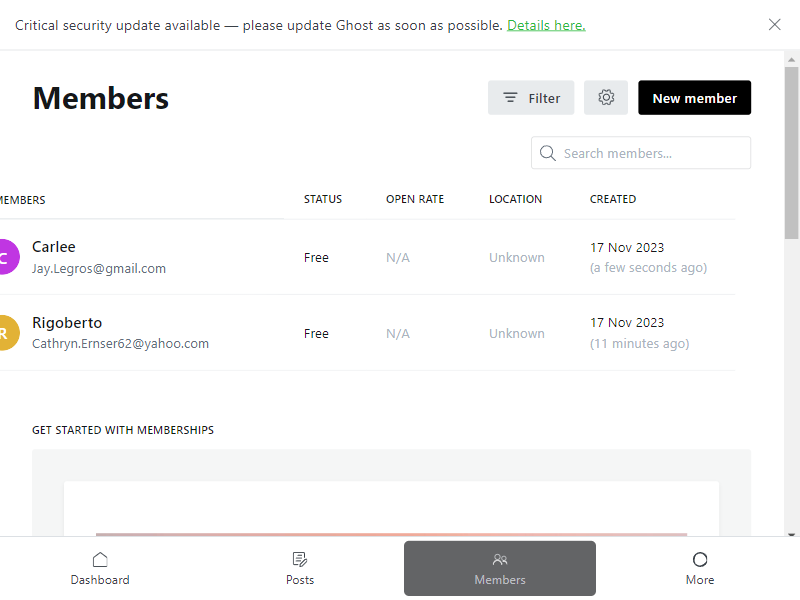 Critical security update available — please update Ghost as soon as possible. Details here.
Members
Filter
New member
Search members...
MEMBERS STATUS OPEN RATE LOCATION CREATED
C
Carlee
Jay.Legros@gmail.com
Free N/A Unknown
17 Nov 2023
(a few seconds ago)
R
Rigoberto
Cathryn.Ernser62@yahoo.com
Free N/A Unknown
17 Nov 2023
(11 minutes ago)
GET STARTED WITH MEMBERSHIPS
Dashboard Posts Members More